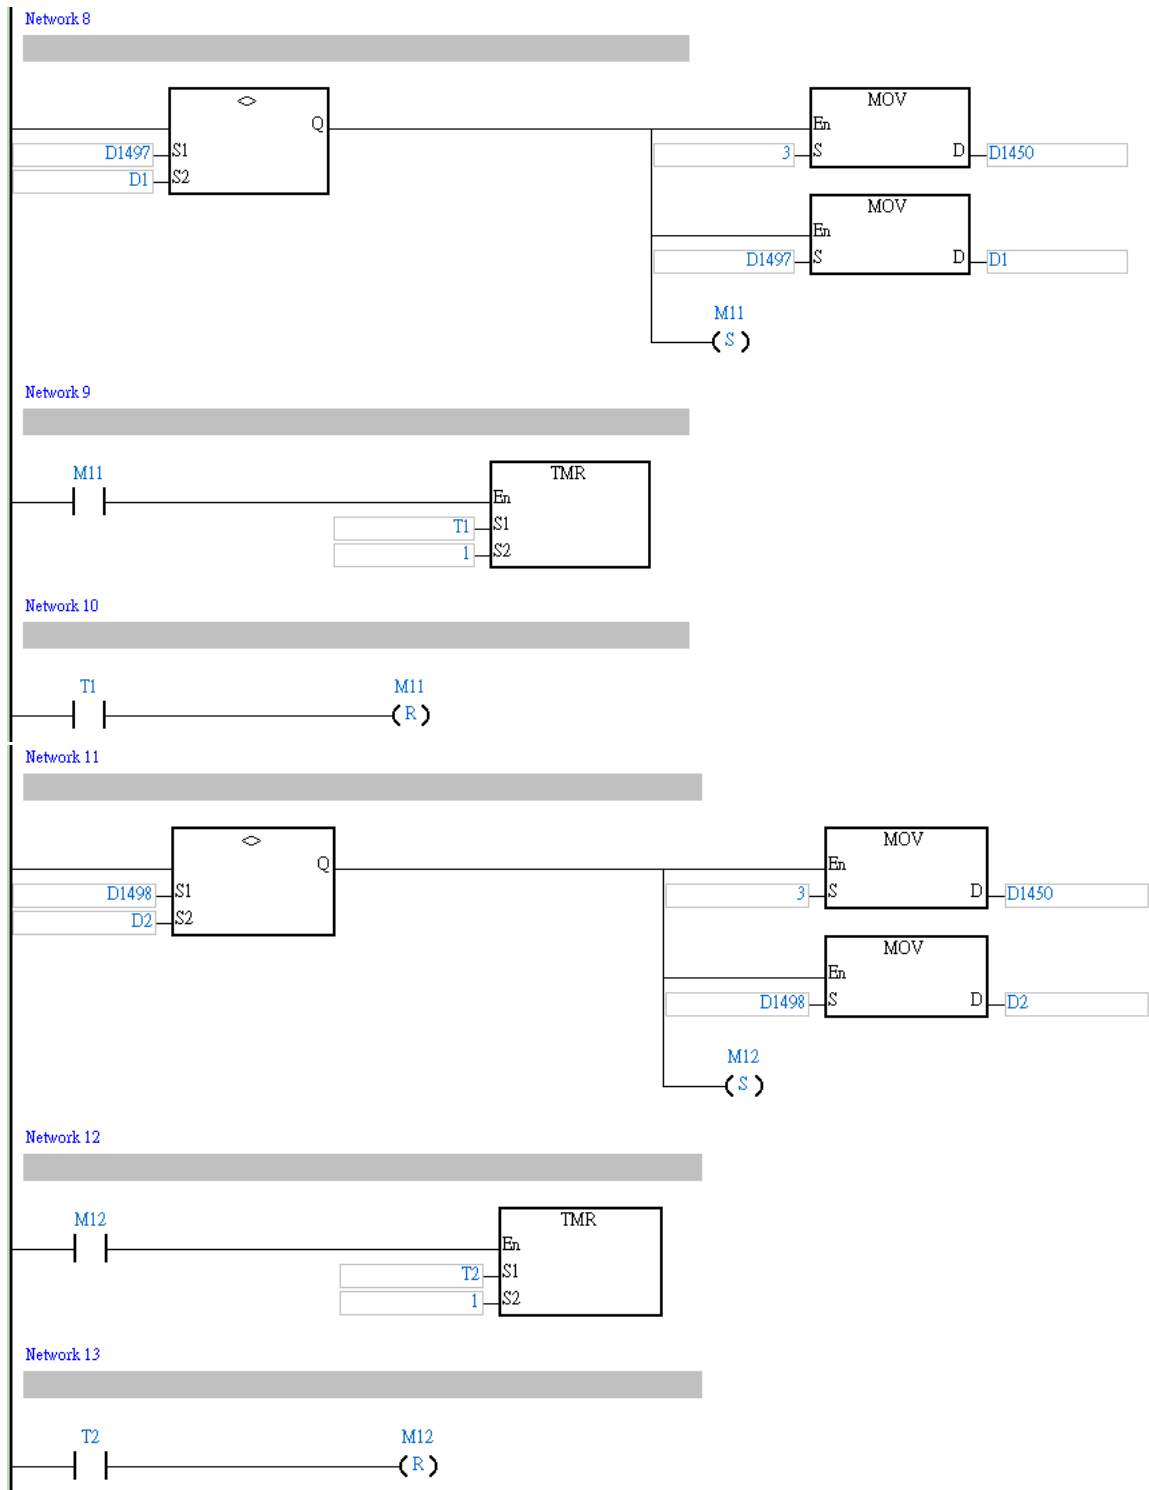 Network 8
<>
Q
D1497 S1
D1 S2
MOV
En
3 S D D1450
MOV
En
D1497 S D D1
M11
( S )
Network 9
M11
TMR
En
T1 S1
1 S2
Network 10
T1 M11
( R )
Network 11
<>
Q
D1498 S1
D2 S2
MOV
En
3 S D D1450
MOV
En
D1498 S D D2
M12
( S )
Network 12
M12
TMR
En
T2 S1
1 S2
Network 13
T2 M12
( R )